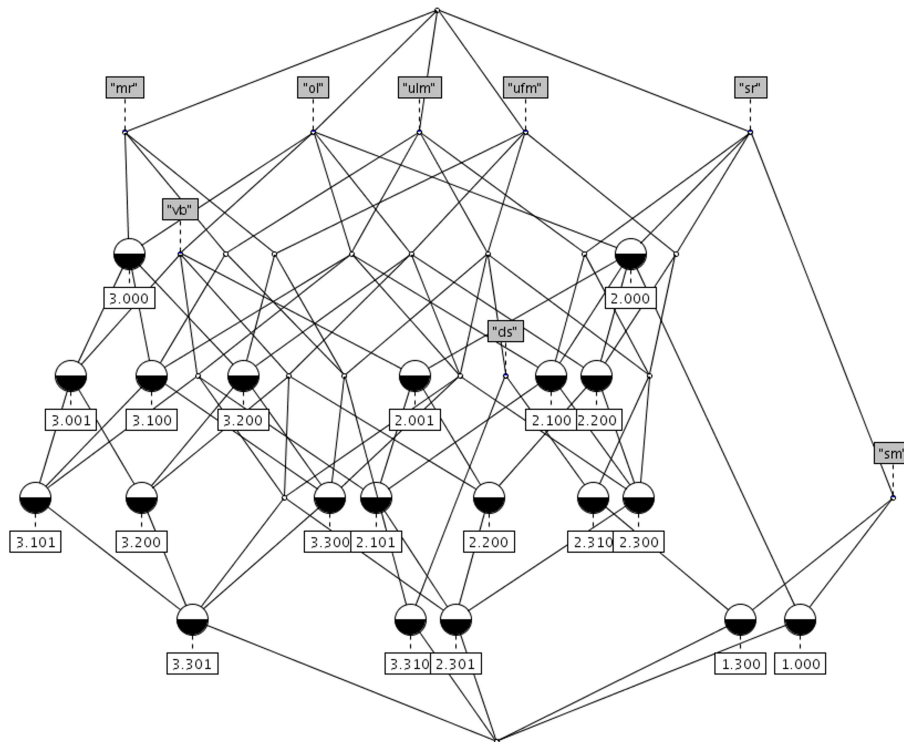 "mr" "ol" "ulm" "ufm" "sr"
"vb"
3.000 2.000
"ds"
3.001 3.100 3.200 2.001 2.100 2.200
"sm"
3.101 3.200 3.300 2.101 2.200 2.310 2.300
3.301 3.310 2.301 1.300 1.000